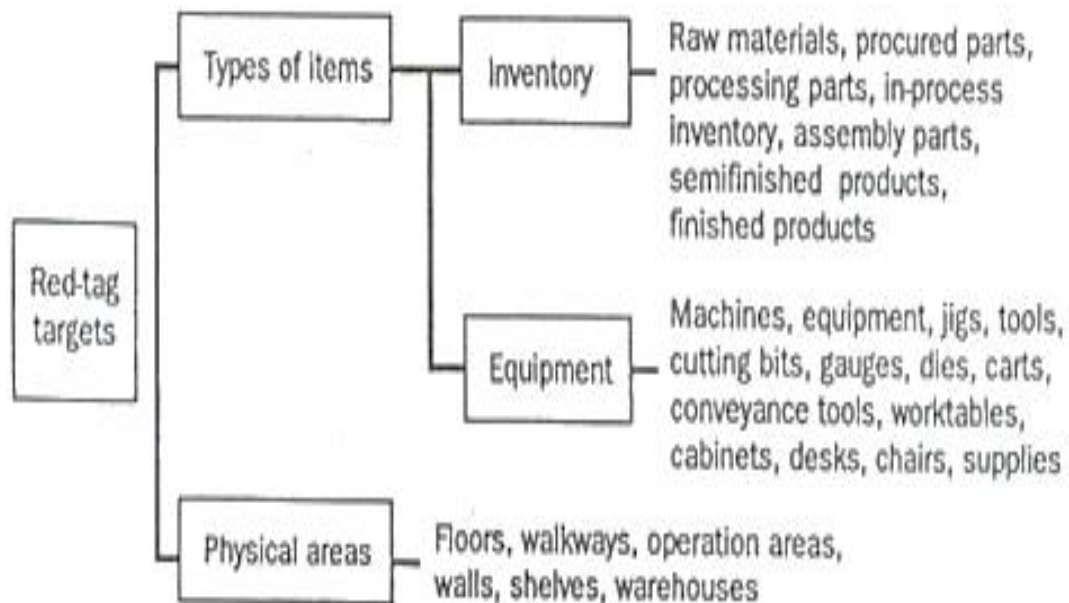 Types of items
Inventory
Raw materials, procured parts,
processing parts, in-process
inventory, assembly parts,
semifinished products,
finished products
Red-tag
targets
Equipment
Machines, equipment, jigs, tools,
cutting bits, gauges, dies, carts,
conveyance tools, worktables,
cabinets, desks, chairs, supplies
Physical areas
Floors, walkways, operation areas,
walls, shelves, warehouses